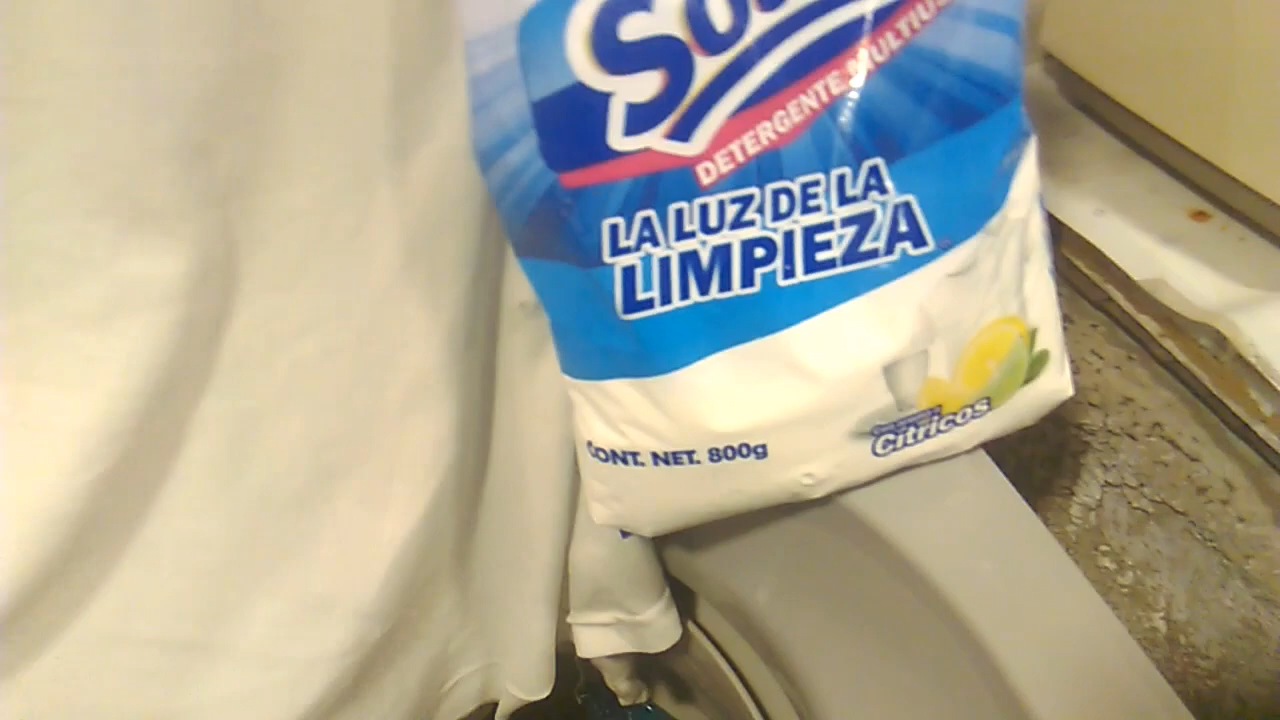 DETERGENTE MULTIUS
LA LUZ DE LA
LIMPIEZA
CONT. NET. 800g
Cítricos